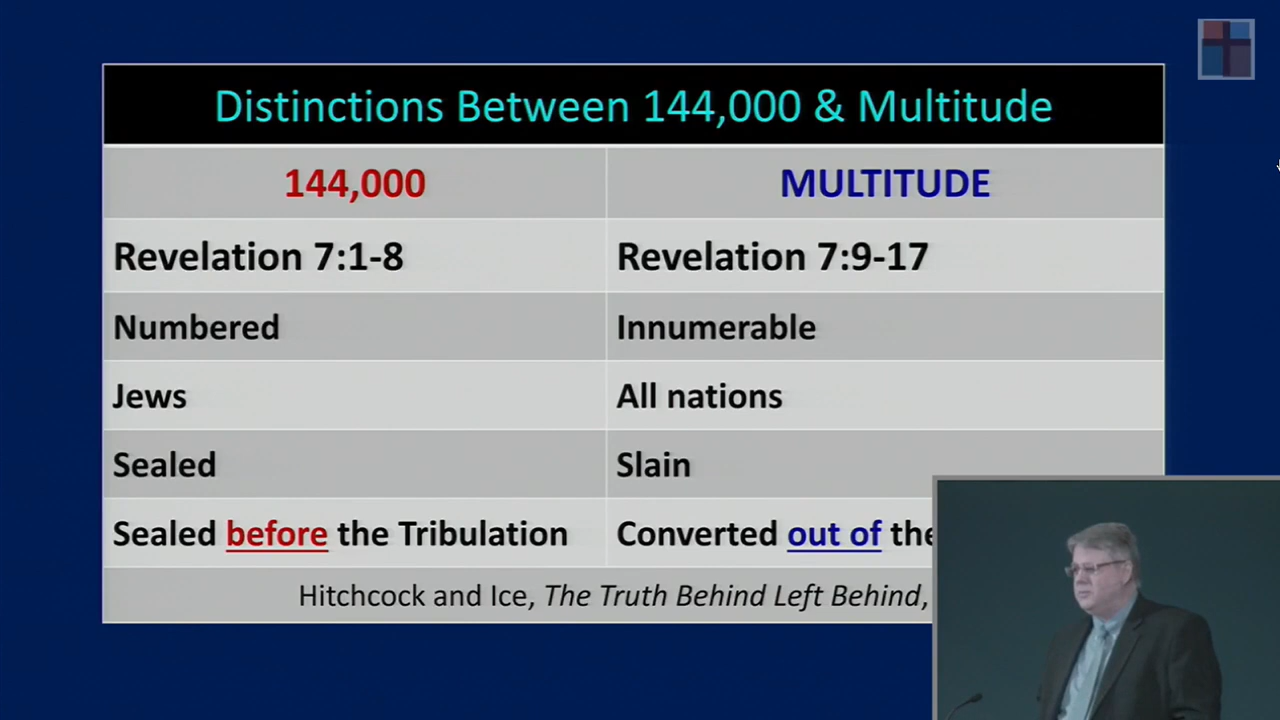 Distinctions Between 144,000 & Multitude
144,000 MULTITUDE
Revelation 7:1-8 Revelation 7:9-17
Numbered Innumerable
Jews All nations
Sealed Slain
Sealed before the Tribulation Converted out of the
Hitchcock and Ice, The Truth Behind Left Behind,